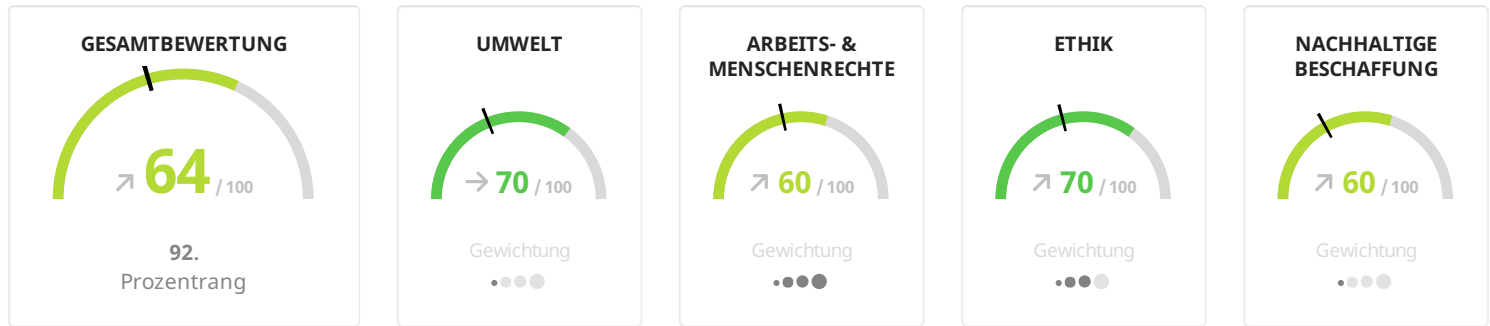 GESAMTBEWERTUNG
64 / 100
92.
Prozentrang
UMWELT
70 / 100
Gewichtung
ARBEITS- &
MENSCHENRECHTE
60 / 100
Gewichtung
ETHIK
70 / 100
Gewichtung
NACHHALTIGE
BESCHAFFUNG
60 / 100
Gewichtung